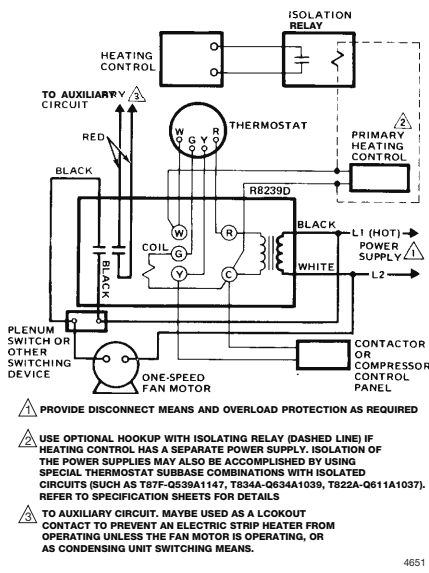 ISOLATION
RELAY
HEATING
CONTROL
TO AUXILIARY 3
CIRCUIT
THERMOSTAT
W G Y R
RED
2
PRIMARY
HEATING
CONTROL
BLACK
R8239D
BLACK
W
R
L1 (HOT)
COIL
G
POWER
SUPPLY 1
WHITE
Y
C
L2
BLACK
PLENUM
SWITCH OR
OTHER
SWITCHING
DEVICE
ONE-SPEED
FAN MOTOR
CONTACTOR
OR
COMPRESSOR
CONTROL
PANEL
1 PROVIDE DISCONNECT MEANS AND OVERLOAD PROTECTION AS REQUIRED
2 USE OPTIONAL HOOKUP WITH ISOLATING RELAY (DASHED LINE) IF
HEATING CONTROL HAS A SEPARATE POWER SUPPLY. ISOLATION OF
THE POWER SUPPLIES MAY ALSO BE ACCOMPLISHED BY USING
SPECIAL THERMOSTAT SUBBASE COMBINATIONS WITH ISOLATED
CIRCUITS (SUCH AS T87F-Q539A1147, T834A-Q634A1039, T822A-Q611A1037).
REFER TO SPECIFICATION SHEETS FOR DETAILS
3 TO AUXILIARY CIRCUIT. MAYBE USED AS A LCOKOUT
CONTACT TO PREVENT AN ELECTRIC STRIP HEATER FROM
OPERATING UNLESS THE FAN MOTOR IS OPERATING, OR
AS CONDENSING UNIT SWITCHING MEANS.
4651